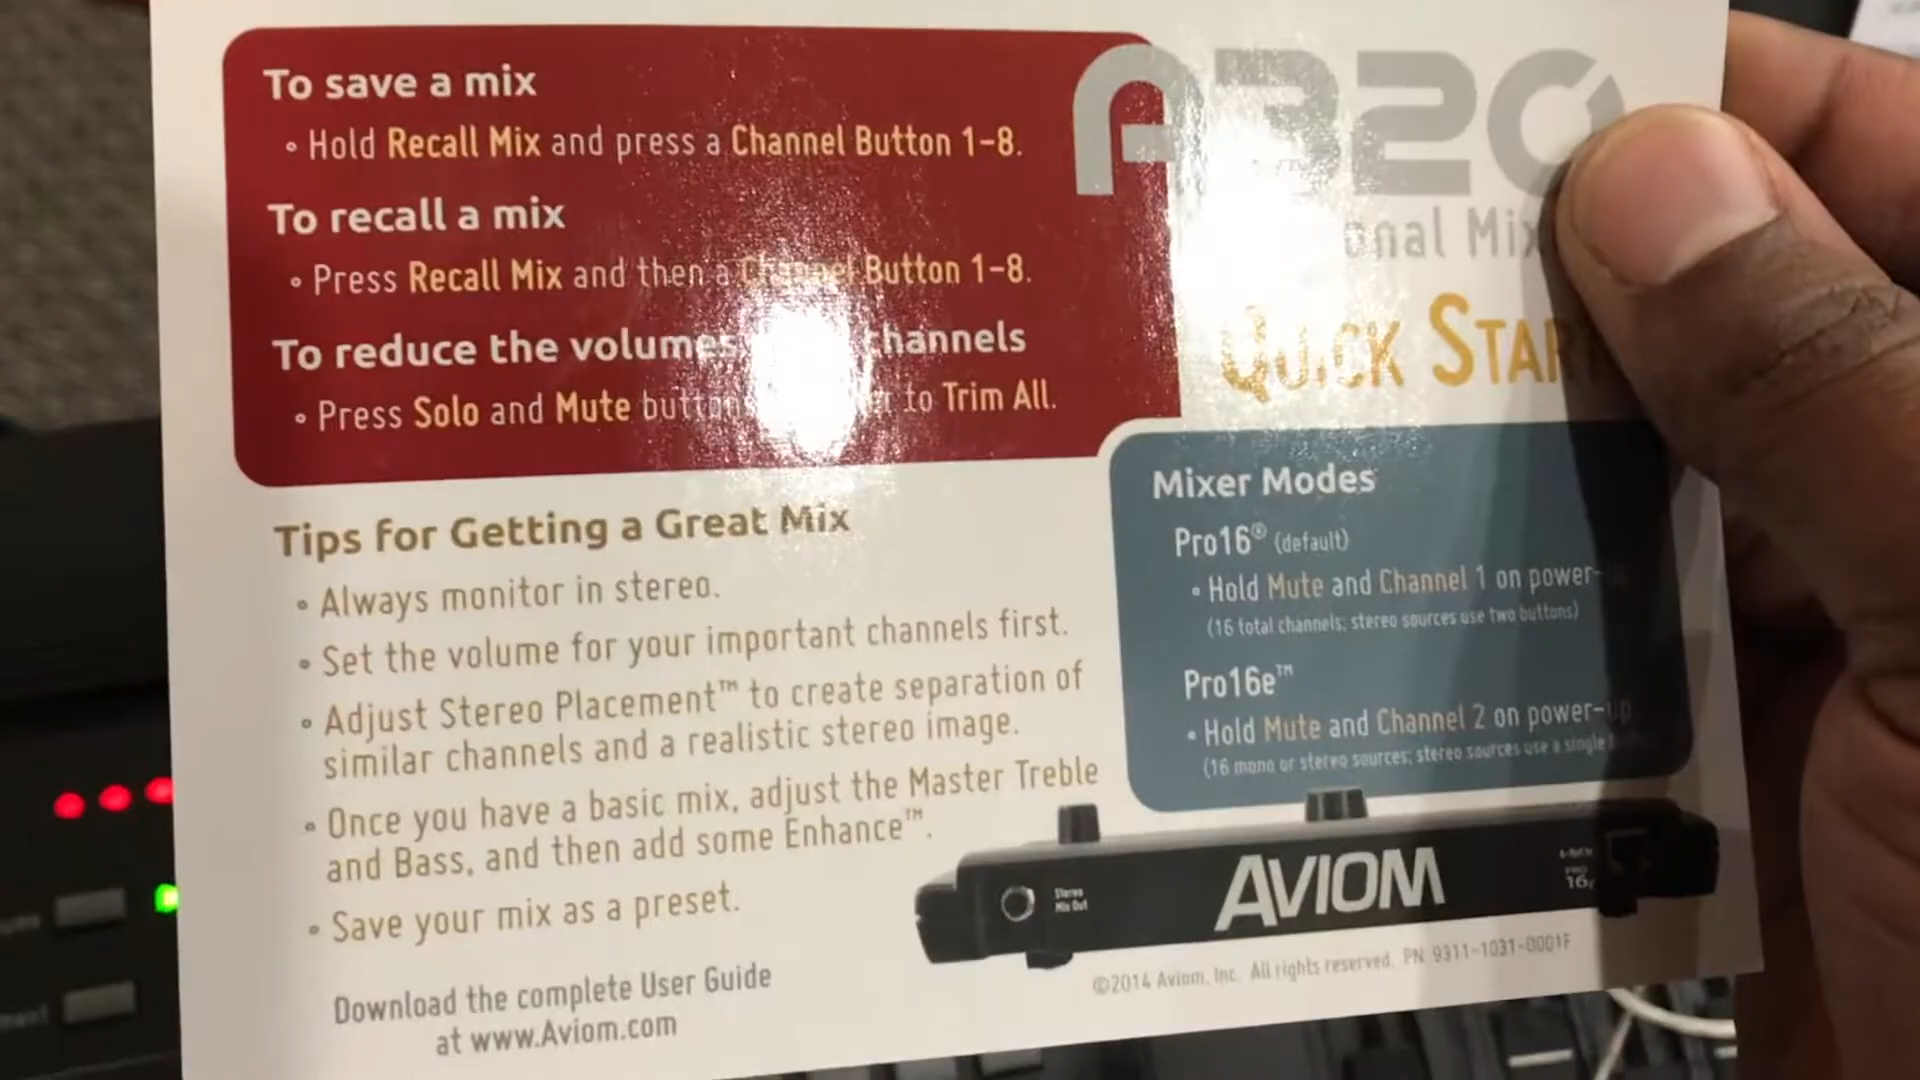 To save a mix
• Hold Recall Mix and press a Channel Button 1–8.
To recall a mix
• Press Recall Mix and then a Channel Button 1–8.
To reduce the volumes channels
• Press Solo and Mute to Trim All.
A320
Mix
Quick Start
Tips for Getting a Great Mix
• Always monitor in stereo.
• Set the volume for your important channels first.
• Adjust Stereo Placement™ to create separation of
similar channels and a realistic stereo image.
• Once you have a basic mix, adjust the Master Treble
and Bass, and then add some Enhance™.
• Save your mix as a preset.
Download the complete User Guide
at www.Aviom.com
Mixer Modes
Pro16® (default)
• Hold Mute and Channel 1 on power-
(16 total channels; stereo sources use two buttons)
Pro16e™
• Hold Mute and Channel 2 on power-up
(16 mono or stereo sources; stereo sources use a single
Stereo
Mix Out
AVIOM
©2014 Aviom, Inc. All rights reserved. PN: 9311-1031-0001F